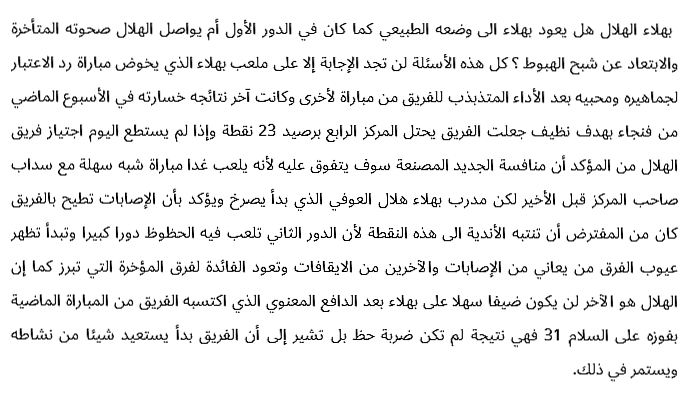 بهلاء الهلال هل يعود بهلاء الى وضعه الطبيعي كما كان في الدور الأول أم يواصل الهلال صحوته المتأخرة
والابتعاد عن شبح الهبوط ؟ كل هذه الأسئلة لن تجد الإجابة إلا على ملعب بهلاء الذي يخوض مباراة رد الاعتبار
لجماهيره ومحبيه بعد الأداء المتذبذب للفريق من مباراة لأخرى وكانت آخر نتائجه خسارته في الأسبوع الماضي
من فنجاء بهدف نظيف جعلت الفريق يحتل المركز الرابع برصيد 23 نقطة وإذا لم يستطع اليوم اجتياز فريق
الهلال من المؤكد أن منافسة الجديد المصنعة سوف يتفوق عليه لأنه يلعب غدا مباراة شبه سهلة مع سداب
صاحب المركز قبل الأخير لكن مدرب بهلاء هلال العوفي الذي بدأ يصرخ ويؤكد بأن الإصابات تطيح بالفريق
كان من المفترض أن تنتبه الأندية الى هذه النقطة لأن الدور الثاني تلعب فيه الحظوظ دورا كبيرا وتبدأ تظهر
عيوب الفرق من يعاني من الإصابات والآخرين من الايقافات وتعود الفائدة لفرق المؤخرة التي تبرز كما إن
الهلال هو الآخر لن يكون ضيفا سهلا على بهلاء بعد الدافع المعنوي الذي اكتسبه الفريق من المباراة الماضية
بفوزه على السلام 31 فهي نتيجة لم تكن ضربة حظ بل تشير إلى أن الفريق بدأ يستعيد شيئا من نشاطه
ويستمر في ذلك.